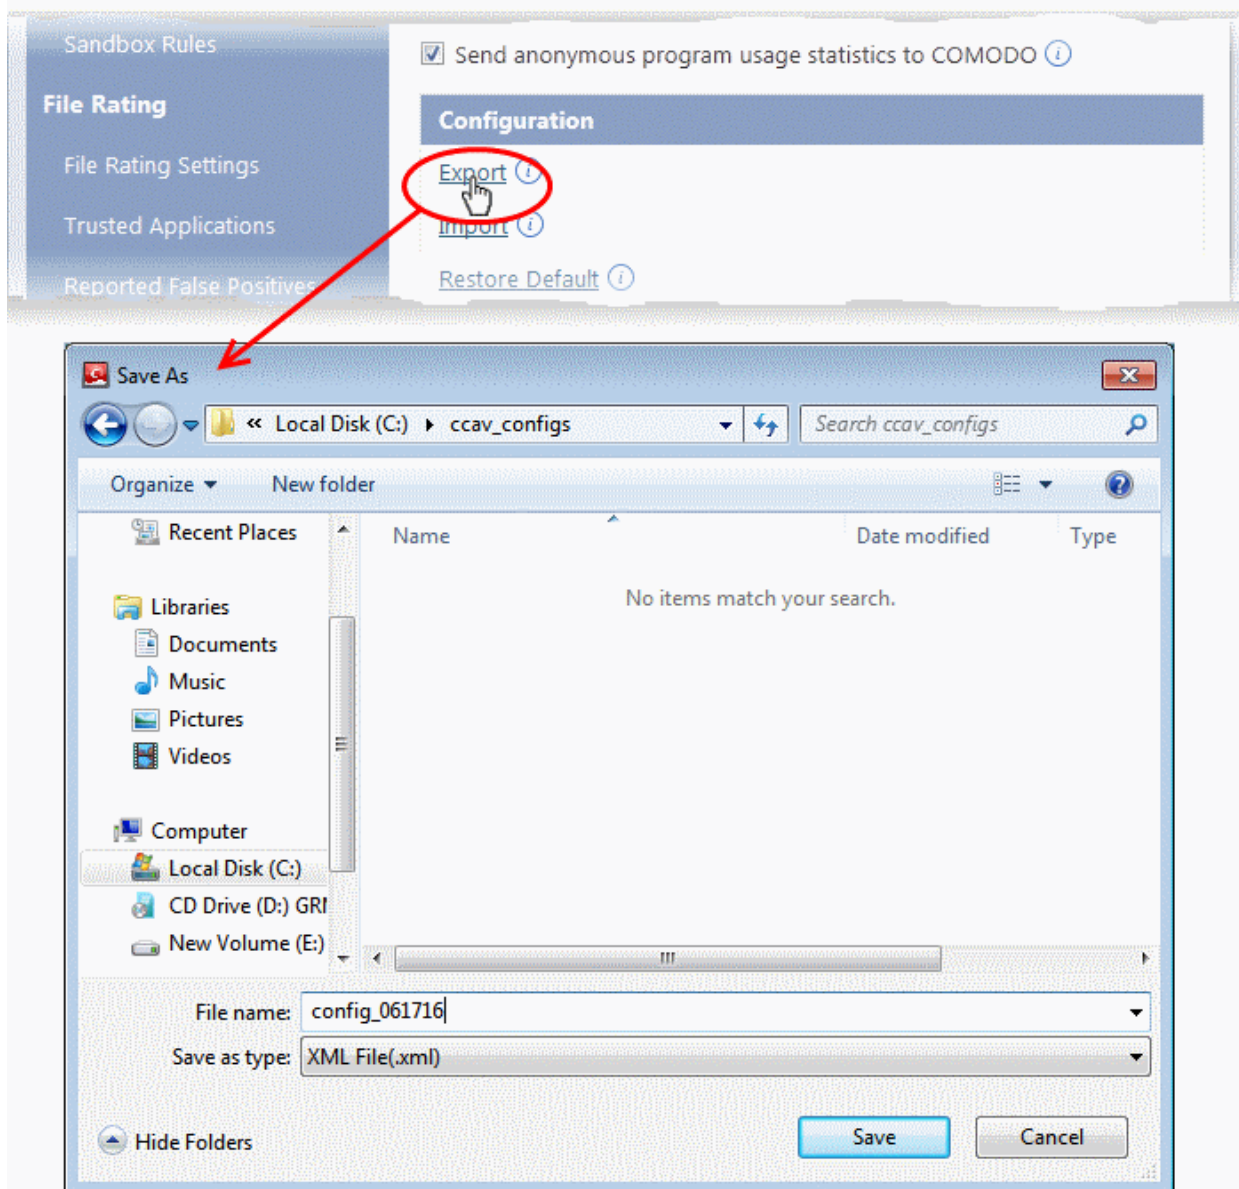 Sandbox Rules
Send anonymous program usage statistics to COMODO
File Rating
Configuration
File Rating Settings
Export
Trusted Applications
Import
Reported False Positives
Restore Default
Save As
« Local Disk (C:) ccav_configs
Search ccav_configs
Organize New folder
Recent Places
Name Date modified Type
No items match your search.
Libraries
Documents
Music
Pictures
Videos
Computer
Local Disk (C:)
CD Drive (D:) GRM
New Volume (E:)
File name: config_061716
Save as type: XML File(.xml)
Hide Folders Save Cancel